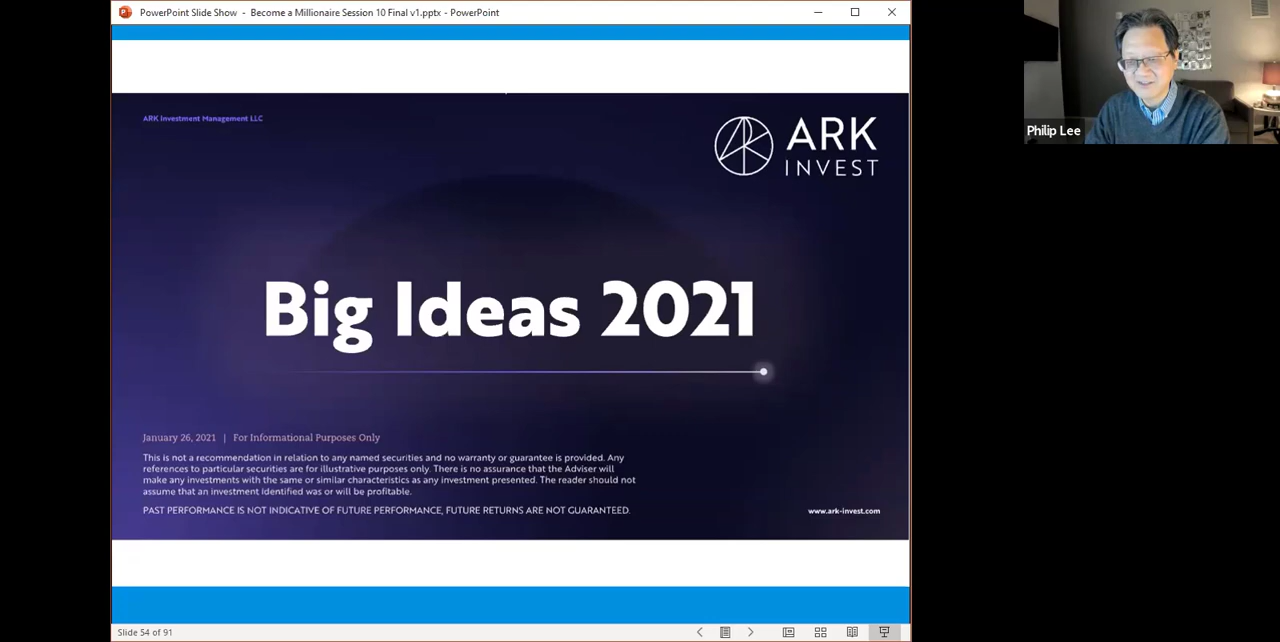 PowerPoint Slide Show - Become a Millionaire Session 10 Final v1.pptx - PowerPoint
Philip Lee
ARK Investment Management LLC
ARK
INVEST
Big Ideas 2021
January 26, 2021 | For Informational Purposes Only
This is not a recommendation in relation to any named securities and no warranty or guarantee is provided. Any
references to particular securities are for illustrative purposes only. There is no assurance that the Adviser will
make any investments with the same or similar characteristics as any investment presented. The reader should not
assume that an investment identified was or will be profitable.
PAST PERFORMANCE IS NOT INDICATIVE OF FUTURE PERFORMANCE, FUTURE RETURNS ARE NOT GUARANTEED.
www.ark-invest.com
Slide 54 of 91